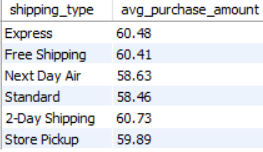 shipping_type avg_purchase_amount
Express 60.48
Free Shipping 60.41
Next Day Air 58.63
Standard 58.46
2-Day Shipping 60.73
Store Pickup 59.89